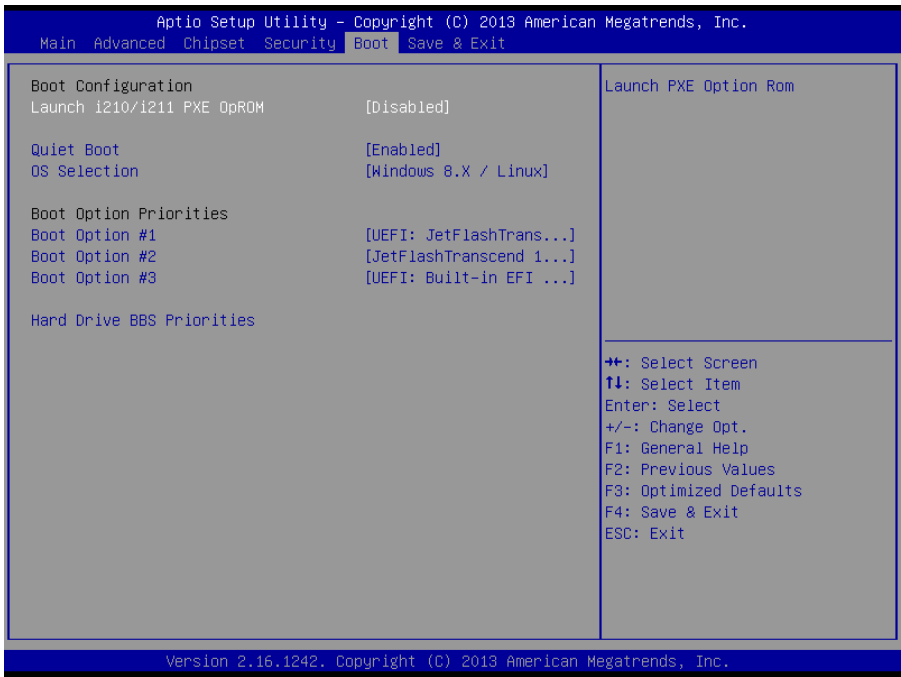 Aptio Setup Utility – Copyright (C) 2013 American Megatrends, Inc.
Main Advanced Chipset Security Boot Save & Exit
Boot Configuration
Launch i210/i211 PXE OpROM [Disabled]
Quiet Boot [Enabled]
OS Selection [Windows 8.X / Linux]
Boot Option Priorities
Boot Option #1 [UEFI: JetFlashTrans...]
Boot Option #2 [JetFlashTranscend 1...]
Boot Option #3 [UEFI: Built-in EFI ...]
Hard Drive BBS Priorities
Launch PXE Option Rom
→←: Select Screen
↑↓: Select Item
Enter: Select
+/-: Change Opt.
F1: General Help
F2: Previous Values
F3: Optimized Defaults
F4: Save & Exit
ESC: Exit
Version 2.16.1242. Copyright (C) 2013 American Megatrends, Inc.